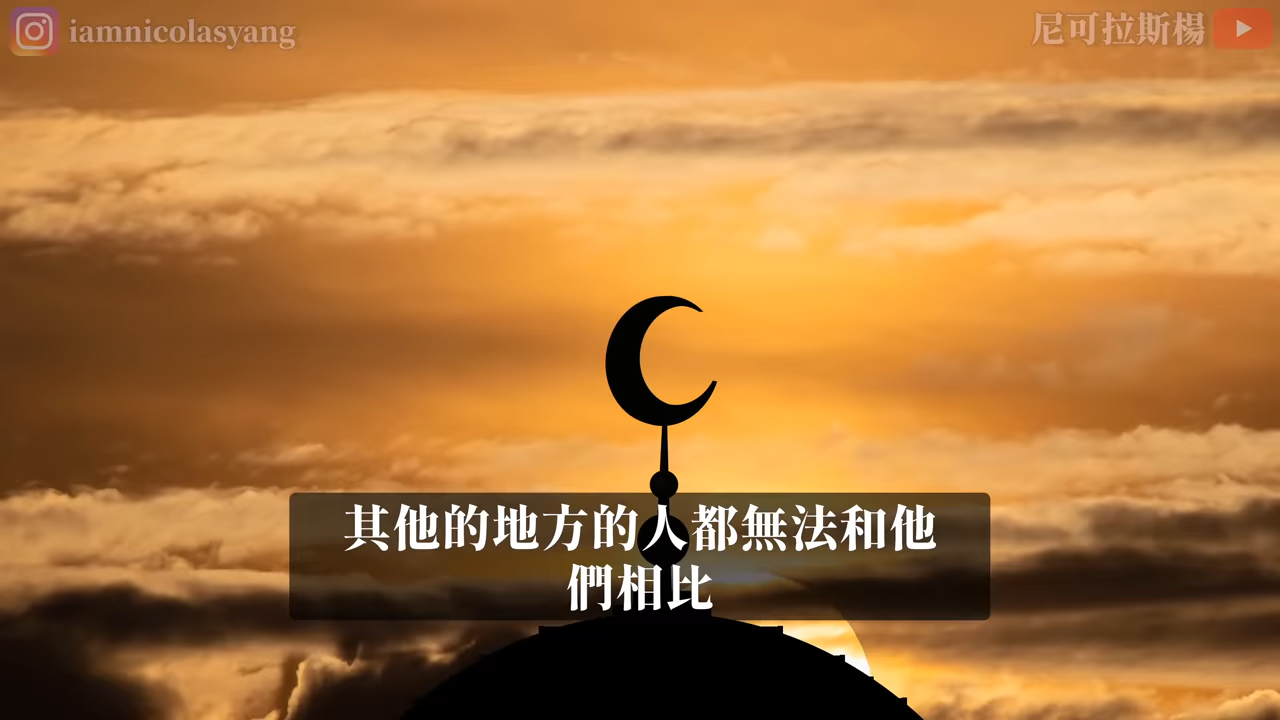 iamnicolasyang
尼可拉斯楊
其他的地方的人都無法和他
們相比